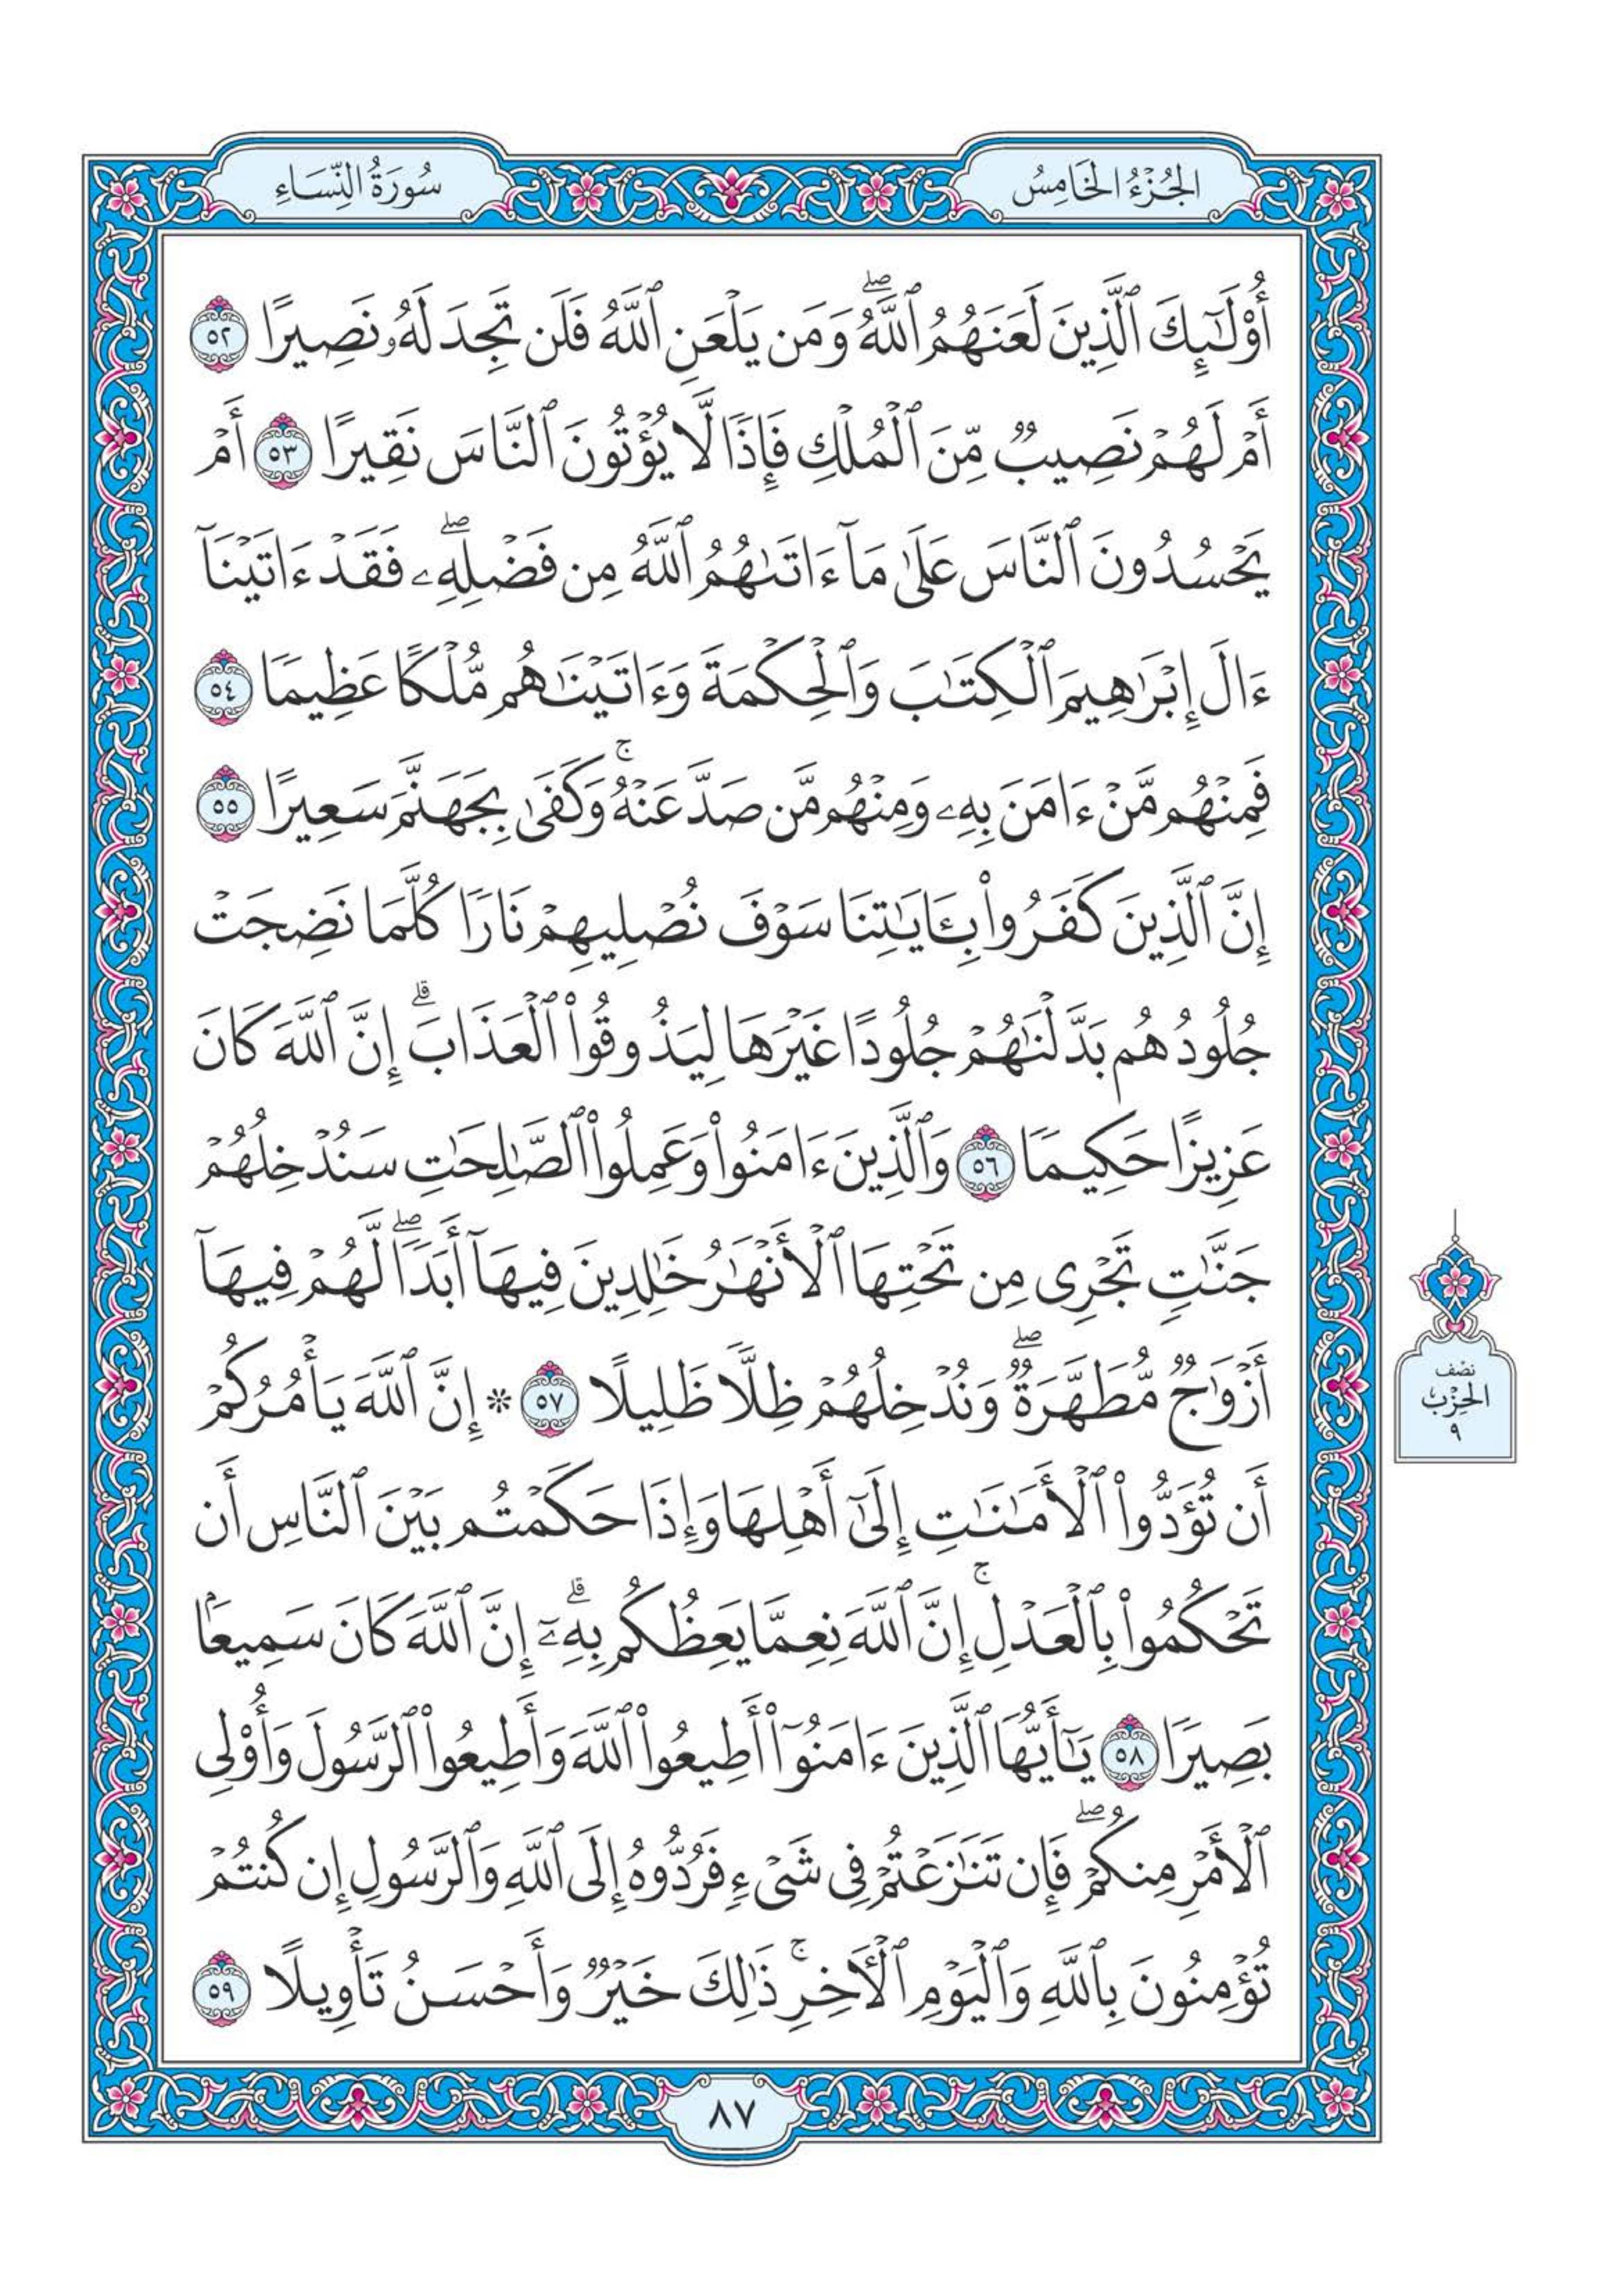 الجُزْءُ الخَامِسُ
سُورَةُ النِّسَاءِ
أُوْلَٰٓئِكَ ٱلَّذِينَ لَعَنَهُمُ ٱللَّهُۖ وَمَن يَلۡعَنِ ٱللَّهُ فَلَن تَجِدَ لَهُۥ نَصِيرًا ٥٢
أَمۡ لَهُمۡ نَصِيبٞ مِّنَ ٱلۡمُلۡكِ فَإِذٗا لَّا يُؤۡتُونَ ٱلنَّاسَ نَقِيرًا ٥٣ أَمۡ
يَحۡسُدُونَ ٱلنَّاسَ عَلَىٰ مَآ ءَاتَىٰهُمُ ٱللَّهُ مِن فَضۡلِهِۦۖ فَقَدۡ ءَاتَيۡنَآ
ءَالَ إِبۡرَٰهِيمَ ٱلۡكِتَٰبَ وَٱلۡحِكۡمَةَ وَءَاتَيۡنَٰهُم مُّلۡكًا عَظِيمٗا ٥٤
فَمِنۡهُم مَّنۡ ءَامَنَ بِهِۦ وَمِنۡهُم مَّن صَدَّ عَنۡهُۚ وَكَفَىٰ بِجَهَنَّمَ سَعِيرًا ٥٥
إِنَّ ٱلَّذِينَ كَفَرُواْ بِـَٔايَٰتِنَا سَوۡفَ نُصۡلِيهِمۡ نَارٗا كُلَّمَا نَضِجَتۡ
جُلُودُهُم بَدَّلۡنَٰهُمۡ جُلُودًا غَيۡرَهَا لِيَذُوقُواْ ٱلۡعَذَابَۗ إِنَّ ٱللَّهَ كَانَ
عَزِيزًا حَكِيمٗا ٥٦ وَٱلَّذِينَ ءَامَنُواْ وَعَمِلُواْ ٱلصَّٰلِحَٰتِ سَنُدۡخِلُهُمۡ
جَنَّٰتٖ تَجۡرِي مِن تَحۡتِهَا ٱلۡأَنۡهَٰرُ خَٰلِدِينَ فِيهَآ أَبَدٗاۖ لَّهُمۡ فِيهَآ
أَزۡوَٰجٞ مُّطَهَّرَةٞۖ وَنُدۡخِلُهُمۡ ظِلّٗا ظَلِيلًا ٥٧ ۞ إِنَّ ٱللَّهَ يَأۡمُرُكُمۡ
أَن تُؤَدُّواْ ٱلۡأَمَٰنَٰتِ إِلَىٰٓ أَهۡلِهَا وَإِذَا حَكَمۡتُم بَيۡنَ ٱلنَّاسِ أَن
تَحۡكُمُواْ بِٱلۡعَدۡلِۚ إِنَّ ٱللَّهَ نِعِمَّا يَعِظُكُم بِهِۦٓۗ إِنَّ ٱللَّهَ كَانَ سَمِيعَۢا
بَصِيرٗا ٥٨ يَٰٓأَيُّهَا ٱلَّذِينَ ءَامَنُوٓاْ أَطِيعُواْ ٱللَّهَ وَأَطِيعُواْ ٱلرَّسُولَ وَأُوْلِي
ٱلۡأَمۡرِ مِنكُمۡۖ فَإِن تَنَٰزَعۡتُمۡ فِي شَيۡءٖ فَرُدُّوهُ إِلَى ٱللَّهِ وَٱلرَّسُولِ إِن كُنتُمۡ
تُؤۡمِنُونَ بِٱللَّهِ وَٱلۡيَوۡمِ ٱلۡأٓخِرِۚ ذَٰلِكَ خَيۡرٞ وَأَحۡسَنُ تَأۡوِيلًا ٥٩
نصْف
الحِزْب
٩
٨٧